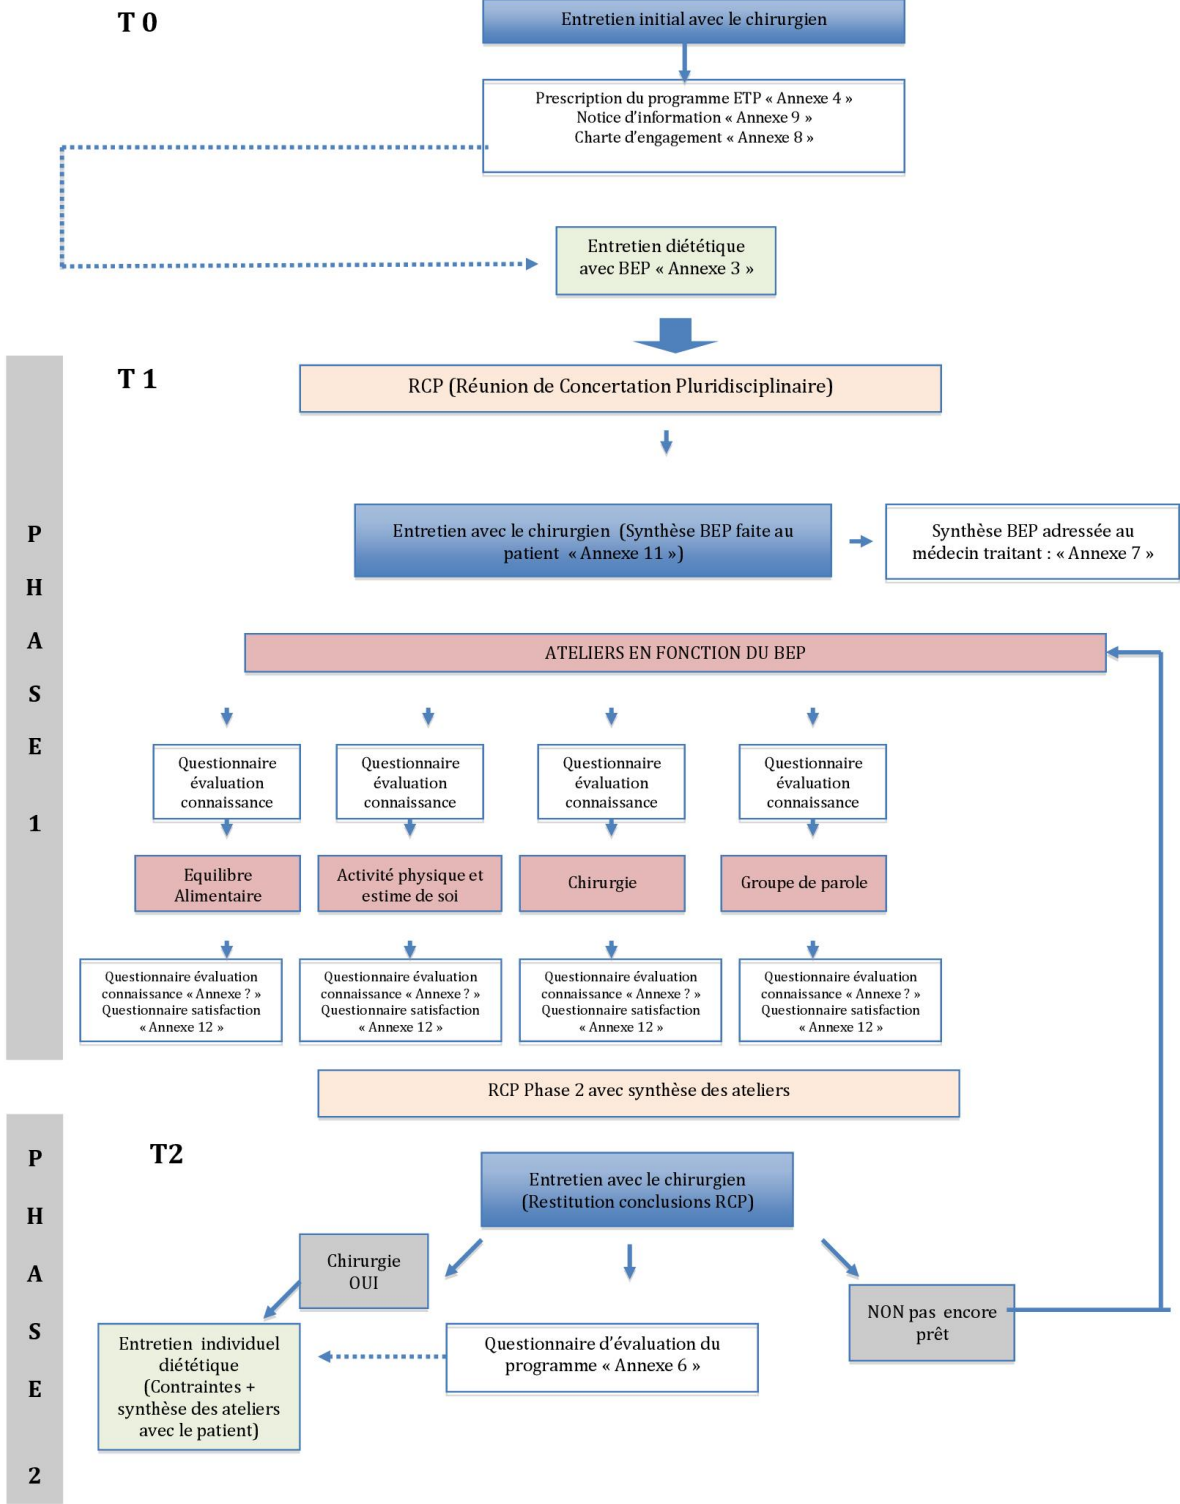 T 0
Entretien initial avec le chirurgien
Prescription du programme ETP « Annexe 4 »
Notice d'information « Annexe 9 »
Charte d'engagement « Annexe 8 »
Entretien diététique
avec BEP « Annexe 3 »
PHASE 1
T 1
RCP (Réunion de Concertation Pluridisciplinaire)
Entretien avec le chirurgien (Synthèse BEP faite au
patient « Annexe 11 »)
Synthèse BEP adressée au
médecin traitant : « Annexe 7 »
ATELIERS EN FONCTION DU BEP
Questionnaire
évaluation
connaissance
Questionnaire
évaluation
connaissance
Questionnaire
évaluation
connaissance
Questionnaire
évaluation
connaissance
Equilibre
Alimentaire
Activité physique et
estime de soi
Chirurgie
Groupe de parole
Questionnaire évaluation
connaissance « Annexe ? »
Questionnaire satisfaction
« Annexe 12 »
Questionnaire évaluation
connaissance « Annexe ? »
Questionnaire satisfaction
« Annexe 12 »
Questionnaire évaluation
connaissance « Annexe ? »
Questionnaire satisfaction
« Annexe 12 »
Questionnaire évaluation
connaissance « Annexe ? »
Questionnaire satisfaction
« Annexe 12 »
RCP Phase 2 avec synthèse des ateliers
PHASE 2
T2
Entretien avec le chirurgien
(Restitution conclusions RCP)
Chirurgie
OUI
NON pas encore
prêt
Entretien individuel
diététique
(Contraintes +
synthèse des ateliers
avec le patient)
Questionnaire d'évaluation du
programme « Annexe 6 »